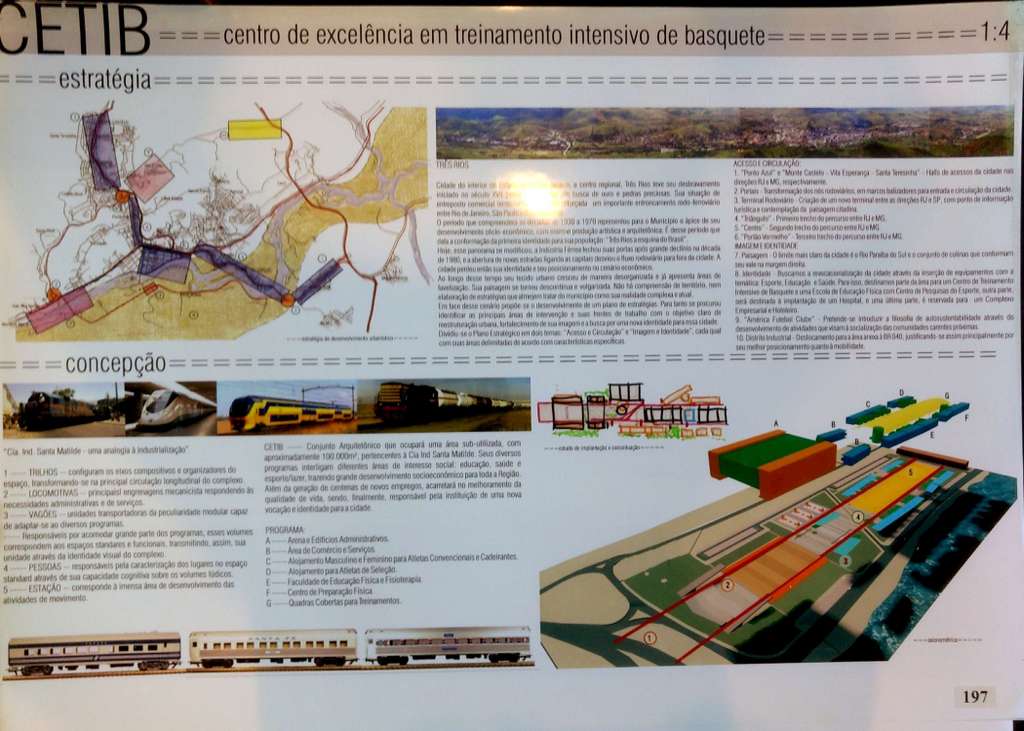 CETIB
centro de excelência em treinamento intensivo de basquete
1:4
estratégia
TRÊS RIOS
Cidade do interior de centro regional, Três Rios teve seu desbravamento
iniciado no século XVII busca de ouro e pedras preciosas. Sua situação de
entreposto comercial um importante entroncamento rodo-ferroviário
entre Rio de Janeiro, São Paulo
O período que compreendeu as décadas de 1930 a 1970 representou para o Município o ápice de seu
desenvolvimento sócio-econômico, com extensa produção artística e arquitetônica. É desse período que
data a conformação da primeira identidade para sua população: "Três Rios a esquina do Brasil".
Hoje, esse panorama se modificou, a Indústria Férrea fechou suas portas após grande declínio na década
de 1980, e a abertura de novas estradas ligando as capitais desviou o fluxo rodoviário para fora da cidade. A
cidade perdeu então sua identidade e seu posicionamento no cenário econômico.
Ao longo desse tempo seu tecido urbano cresceu de maneira desorganizada e já apresenta áreas de
favelização. Sua paisagem se tornou descontínua e vulgarizada. Não há compreensão de território, nem
elaboração de estratégias que almejem tratar do município como sua realidade complexa e atual.
Em face desse cenário propõe-se o desenvolvimento de um plano de estratégias. Para tanto se procurou
identificar as principais áreas de intervenção e suas frentes de trabalho com o objetivo claro de
reestruturação urbana, fortalecimento de sua imagem e a busca por uma nova identidade para essa cidade.
Dividiu-se o Plano Estratégico em dois temas: "Acesso e Circulação" e "Imagem e Identidade", cada qual
com suas áreas delimitadas de acordo com características específicas.
ACESSO E CIRCULAÇÃO:
1. "Ponto Azul" e "Monte Castelo - Vila Esperança - Santa Teresinha" - Halls de acessos da cidade nas
direções RJ e MG, respectivamente.
2. Portais - Transformação dos nós rodoviários, em marcos balizadores para entrada e circulação da cidade.
3. Terminal Rodoviário - Criação de um novo terminal entre as direções RJ e SP, com ponto de informação
turística e contemplação da paisagem citadina.
4. "Triângulo" - Primeiro trecho do percurso entre RJ e MG.
5. "Centro" - Segundo trecho do percurso entre RJ e MG.
6. "Portão Vermelho" - Terceiro trecho do percurso entre RJ e MG.
IMAGEM E IDENTIDADE:
7. Paisagem - O limite mais claro da cidade é o Rio Paraíba do Sul e o conjunto de colinas que conformam
seu vale na margem direita.
8. Identidade - Buscamos a revocacionalização da cidade através da inserção de equipamentos com a
temática: Esporte, Educação e Saúde. Para isso, destinamos parte da área para um Centro de Treinamento
Intensivo de Basquete e uma Escola de Educação Física com Centro de Pesquisas do Esporte, outra parte,
será destinada à implantação de um Hospital, e uma última parte, é reservada para um Complexo
Empresarial e Hoteleiro.
9. "América Futebol Clube" - Pretende-se introduzir a filosofia de autosustentabilidade através do
desenvolvimento de atividades que visam à socialização das comunidades carentes próximas.
10. Distrito Industrial - Deslocamento para a área anexa à BR 040, justificando-se assim principalmente por
seu melhor posicionamento quanto à mobilidade.
estratégia de desenvolvimento urbanístico
concepção
"Cia. Ind. Santa Matilde - uma analogia à industrialização"
1 ---- TRILHOS -- configuram os eixos compositivos e organizadores do
espaço, transformando-se na principal circulação longitudinal do complexo.
2 ---- LOCOMOTIVAS -- principais engrenagens mecanicista respondendo às
necessidades administrativas e de serviços.
3 ---- VAGÕES -- unidades transportadoras da peculiaridade modular capaz
de adaptar-se ao diversos programas.
---- Responsáveis por acomodar grande parte dos programas, esses volumes
correspondem aos espaços standars e funcionais, transmitindo, assim, sua
unidade através da identidade visual do complexo.
4 ---- PESSOAS -- responsáveis pela caracterização dos lugares no espaço
standard através de sua capacidade cognitiva sobre os volumes lúdicos.
5 ---- ESTAÇÃO -- corresponde à imensa área de desenvolvimento das
atividades de movimento.
CETIB ---- Conjunto Arquitetônico que ocupará uma área sub-utilizada, com
aproximadamente 100.000m², pertencentes à Cia Ind Santa Matilde. Seus diversos
programas interligam diferentes áreas de interesse social: educação, saúde e
esporte/lazer, trazendo grande desenvolvimento socioeconômico para toda a Região.
Além da geração de centenas de novos empregos, acarretará no melhoramento da
qualidade de vida, sendo, finalmente, responsável pela instituição de uma nova
vocação e identidade para a cidade.
PROGRAMA:
A ---- Arena e Edifícios Administrativos.
B ---- Área de Comércio e Serviços
C ---- Alojamento Masculino e Feminino para Atletas Convencionais e Cadeirantes.
D ---- Alojamento para Atletas de Seleção.
E ---- Faculdade de Educação Física e Fisioterapia
F ---- Centro de Preparação Física
G ---- Quadras Cobertas para Treinamentos.
estudo de implantação e setorização
A
B
B
C
D
E
F
G
1
2
3
4
5
axonométrica
197